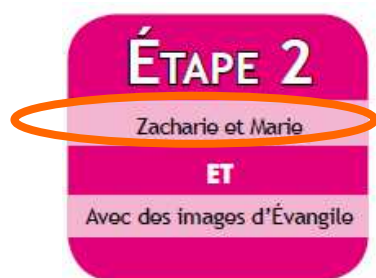 ÉTAPE 2
Zacharie et Marie
ET
Avec des images d'Évangile